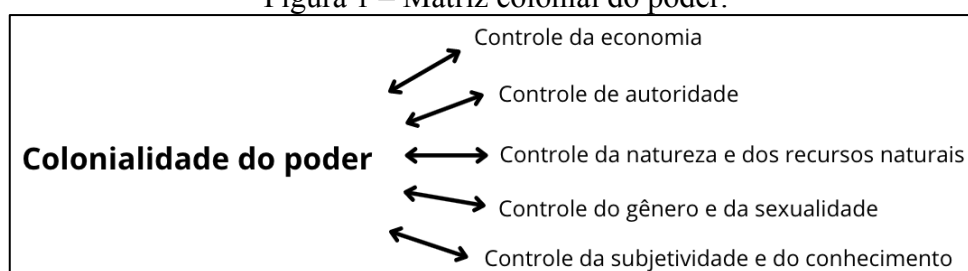 Figura 1 – Matriz colonial do poder.
Controle da economia
Controle de autoridade
Colonialidade do poder
Controle da natureza e dos recursos naturais
Controle do gênero e da sexualidade
Controle da subjetividade e do conhecimento